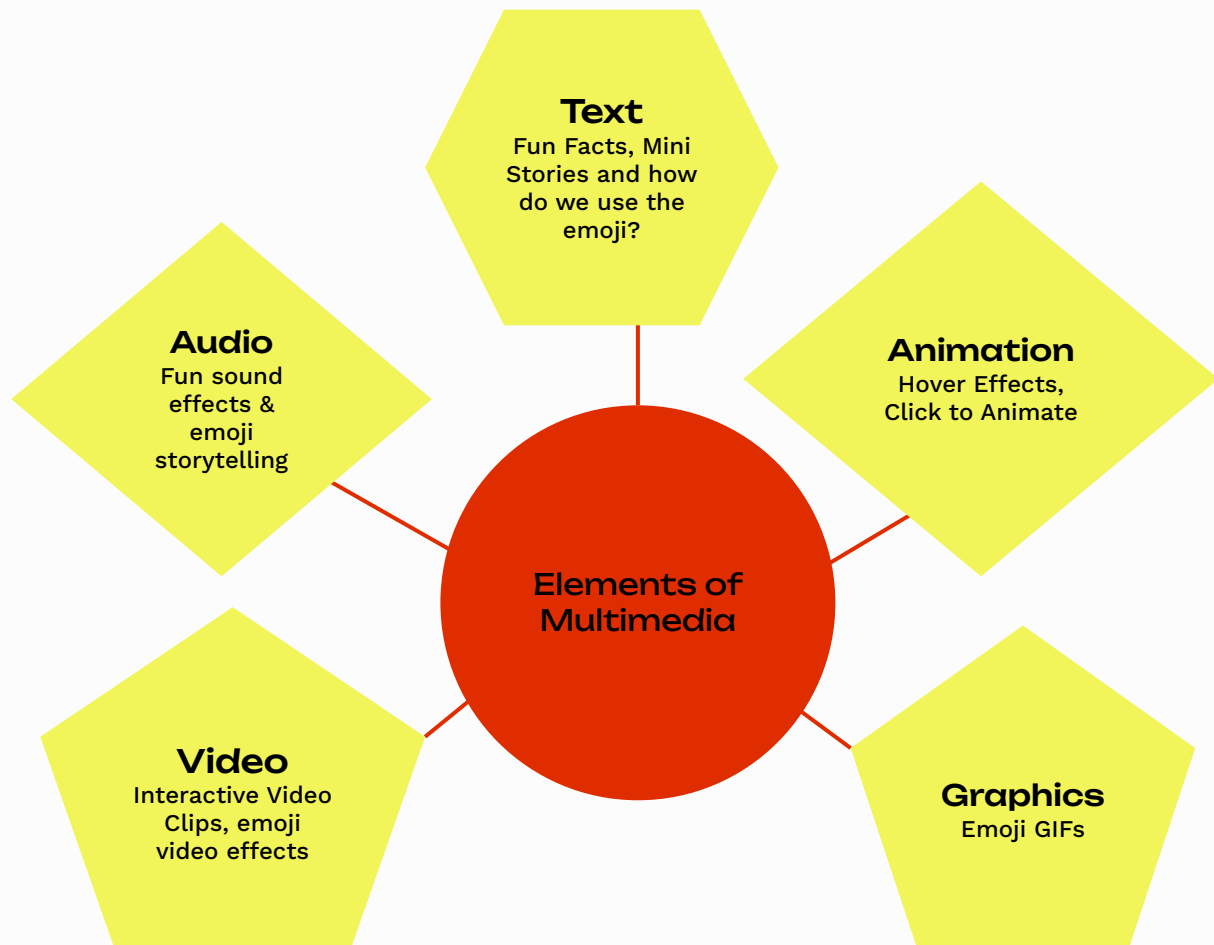 Text
Fun Facts, Mini
Stories and how
do we use the
emoji?
Audio
Fun sound
effects &
emoji
storytelling
Animation
Hover Effects,
Click to Animate
Elements of
Multimedia
Video
Interactive Video
Clips, emoji
video effects
Graphics
Emoji GIFs